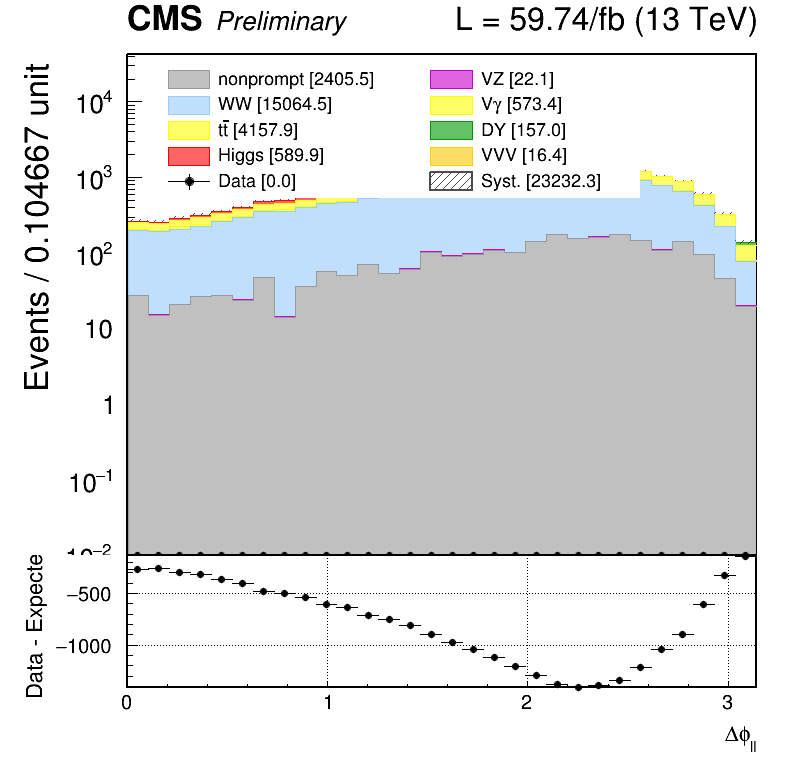 CMS Preliminary L = 59.74/fb (13 TeV)
Events / 0.104667 unit
nonprompt [2405.5]
WW [15064.5]
tt̄ [4157.9]
Higgs [589.9]
Data [0.0]
VZ [22.1]
Vγ [573.4]
DY [157.0]
VVV [16.4]
Syst. [23232.3]
10⁴
10³
10²
10
1
10⁻¹
10⁻²
Data - Expecte
−500
−1000
0 1 2 3
Δϕ_ll